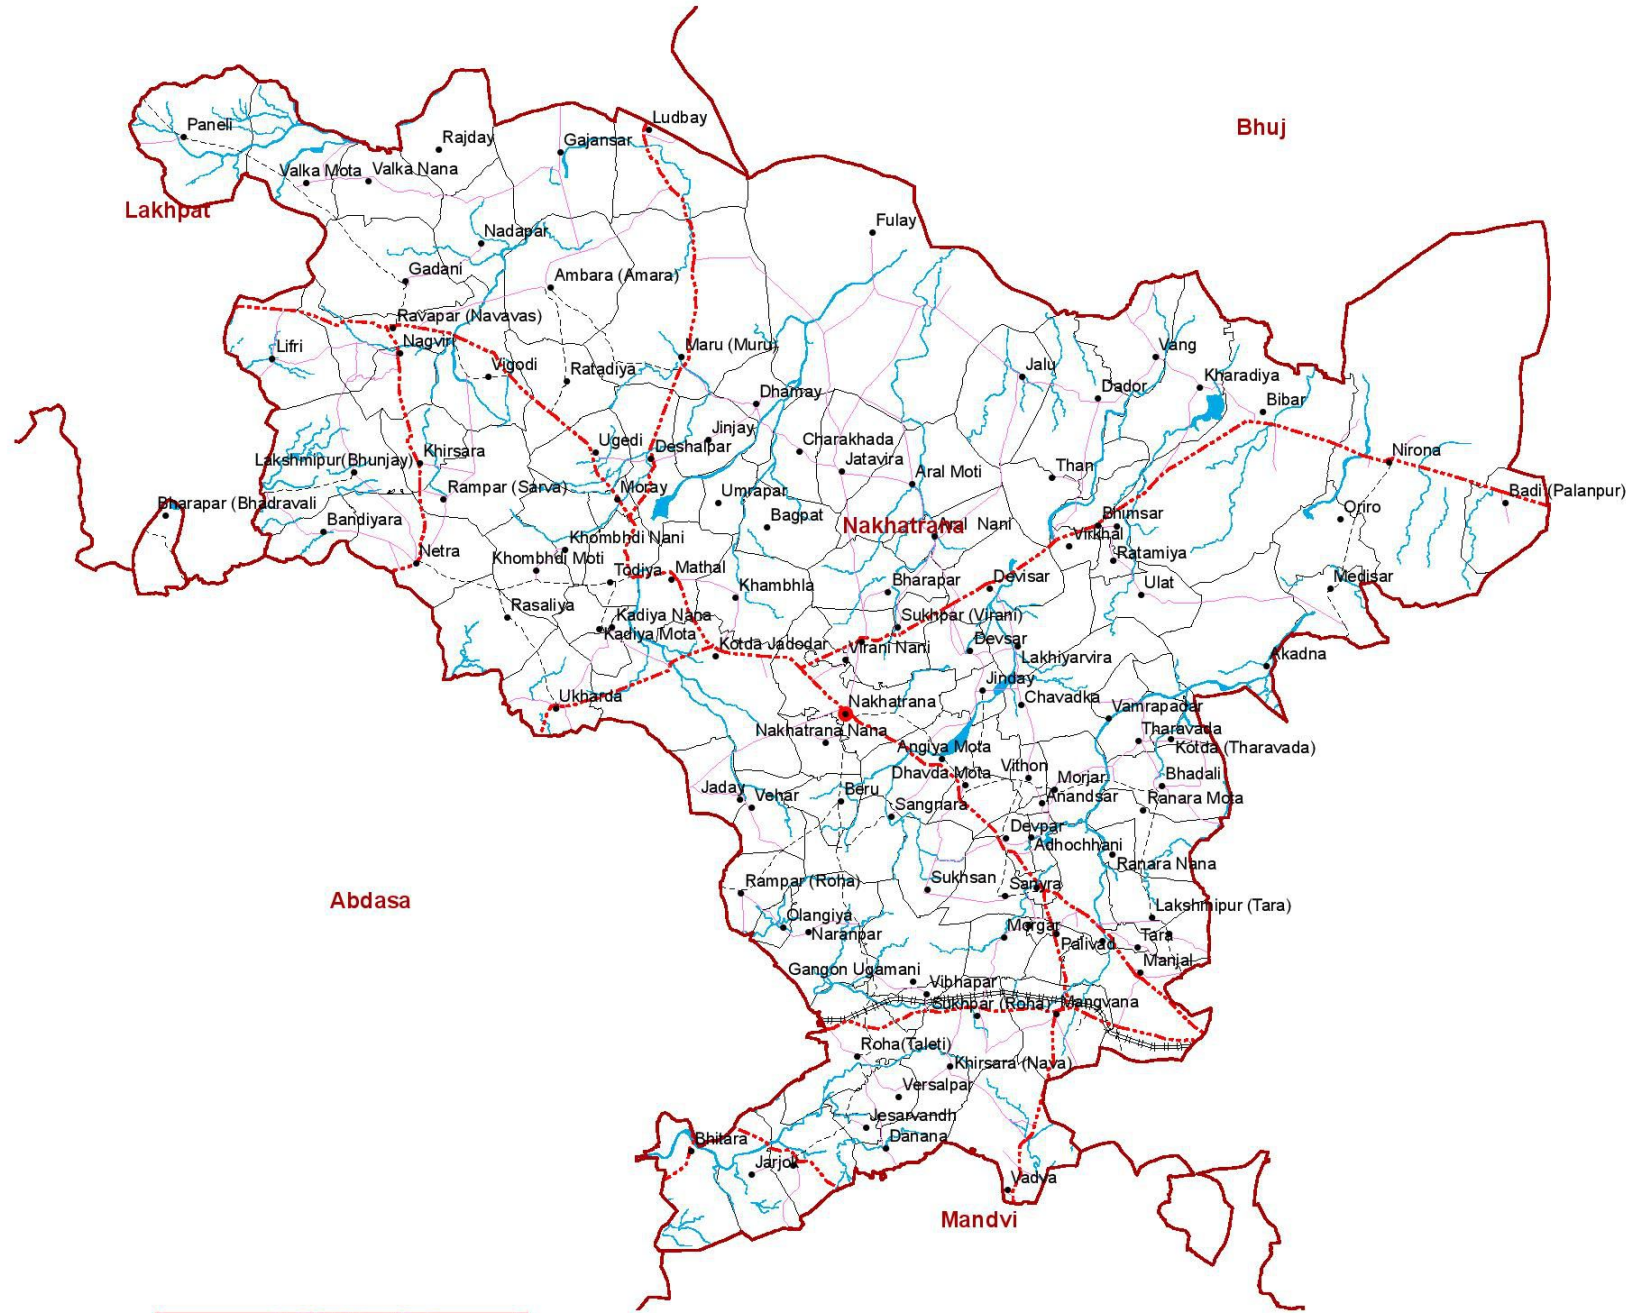 Ludbay
Bhuj
Paneli
Rajday
Gajansar
Valka Mota
Valka Nana
Lakhpat
Fulay
Nadapar
Gadani
Ambara (Amara)
Ravapar (Navavas)
Lifri
Nagvir
Maru (Muru)
Vang
Vigodi
Ratadiya
Jalu
Kharadiya
Dador
Dhamay
Bibar
Jinjay
Ugedi
Deshalpar
Charakhada
Khirsara
Nirona
Lakshmipur(Bhunjay)
Jatavira
Than
Aral Moti
Rampar (Sarva)
Moray
Umrapar
Badi (Palanpur)
Bharapar (Bhadravali
Bandiyara
Bagpat
Nakhatrana
Aral Nani
Bhimsar
Oriro
Virkhal
Khombhdi Nani
Netra
Khombhdi Moti
Ratamiya
Todiya
Mathal
Khambhla
Bharapar
Devisar
Ulat
Medisar
Rasaliya
Kadiya Nana
Sukhpar (Virani)
Kadiya Mota
Kotda Jadodar
Virani Nani
Devsar
Lakhiyarvira
Akadna
Jinday
Ukharda
Nakhatrana
Chavadka
Vamrapadar
Nakhatrana Nana
Tharavada
Angiya Mota
Kotda (Tharavada)
Dhavda Mota
Vithon
Morjar
Bhadali
Jaday
Vehar
Beru
Sangnara
Anandsar
Ranara Mota
Devpar
Adhochhani
Ranara Nana
Rampar (Roha)
Sukhsan
Sanyra
Abdasa
Lakshmipur (Tara)
Olangiya
Naranpar
Morgar
Palivad
Tara
Manjal
Gangon Ugamani
Vibhapar
Sukhpar (Roha)
Mangvana
Roha(Taleti)
Khirsara (Nava)
Versalpar
Jesarvandh
Danana
Bhitara
Jarjok
Vadva
Mandvi